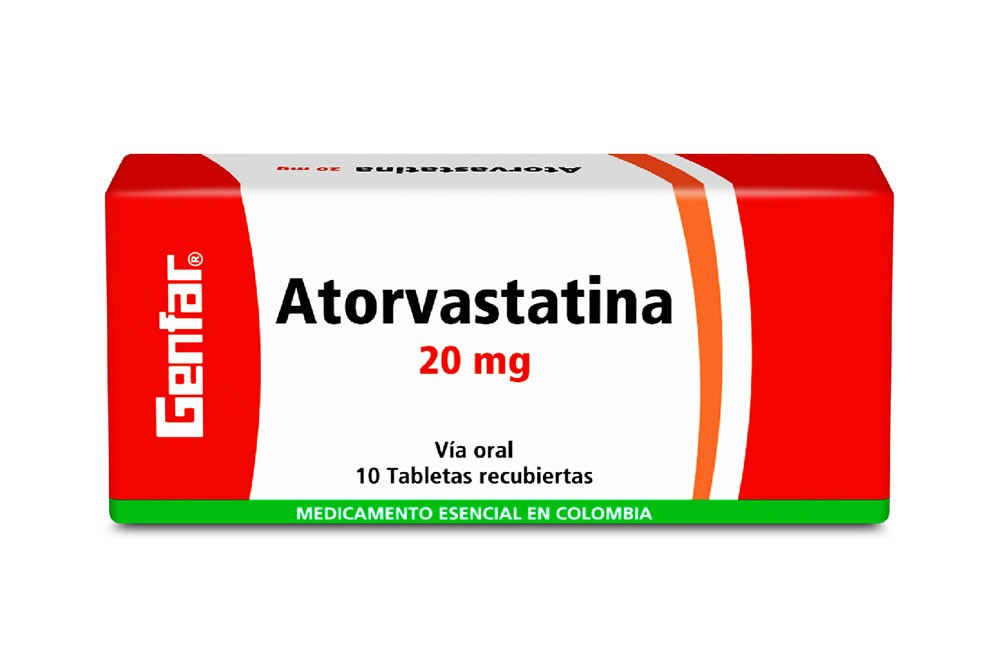 Atorvastatina 20 mg
Genfar®
Atorvastatina
20 mg
Vía oral
10 Tabletas recubiertas
MEDICAMENTO ESENCIAL EN COLOMBIA